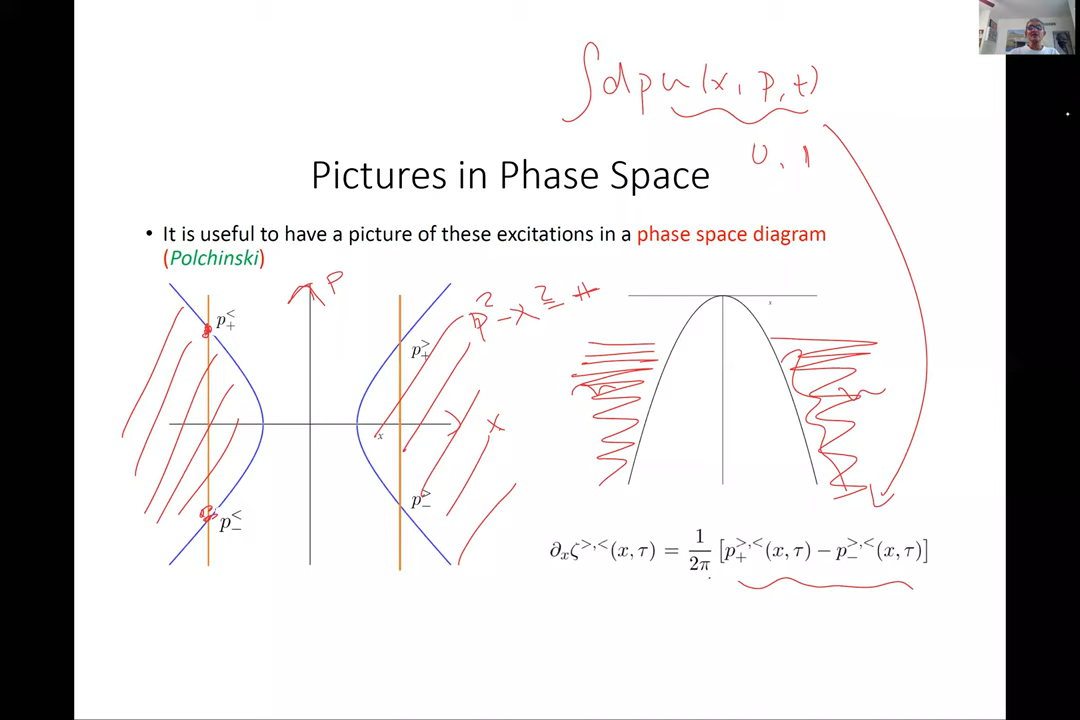 ∫dp u(x, p, t)
0, 1
Pictures in Phase Space
• It is useful to have a picture of these excitations in a phase space diagram
(Polchinski)
P
p² - x²
p₊^<
p₊^>
x
x
x
p₋^>
p₋^<
∂ₓζ^{>,<}(x, τ) = 1/2π [p₊^{>,<}(x, τ) − p₋^{>,<}(x, τ)]